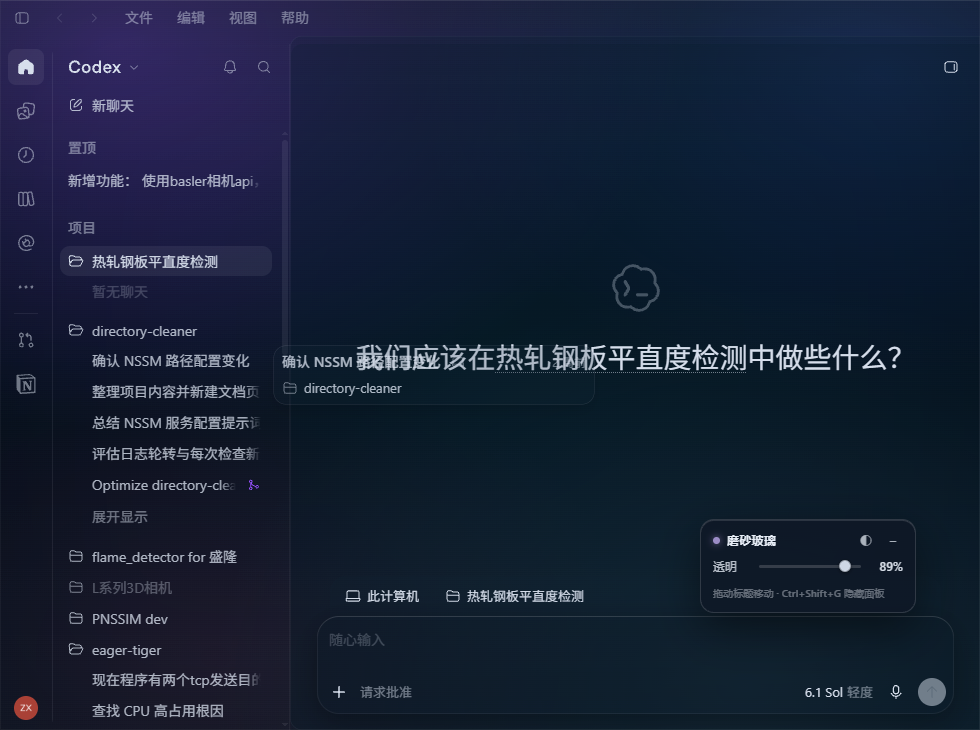 文件 编辑 视图 帮助
Codex
新聊天
置顶
新增功能： 使用basler相机api,
项目
热轧钢板平直度检测
暂无聊天
directory-cleaner
确认 NSSM 路径配置变化
整理项目内容并新建文档页
总结 NSSM 服务配置提示词
评估日志轮转与每次检查新
Optimize directory-clea
展开显示
flame_detector for 盛隆
L系列3D相机
PNSSIM dev
eager-tiger
现在程序有两个tcp发送目的
查找 CPU 高占用根因
ZX
我们应该在热轧钢板平直度检测中做些什么？
确认 NSSM 路径配置变化
directory-cleaner
磨砂玻璃
透明 89%
拖动标题移动 · Ctrl+Shift+G 隐藏面板
此计算机 热轧钢板平直度检测
随心输入
请求批准 6.1 Sol 轻度